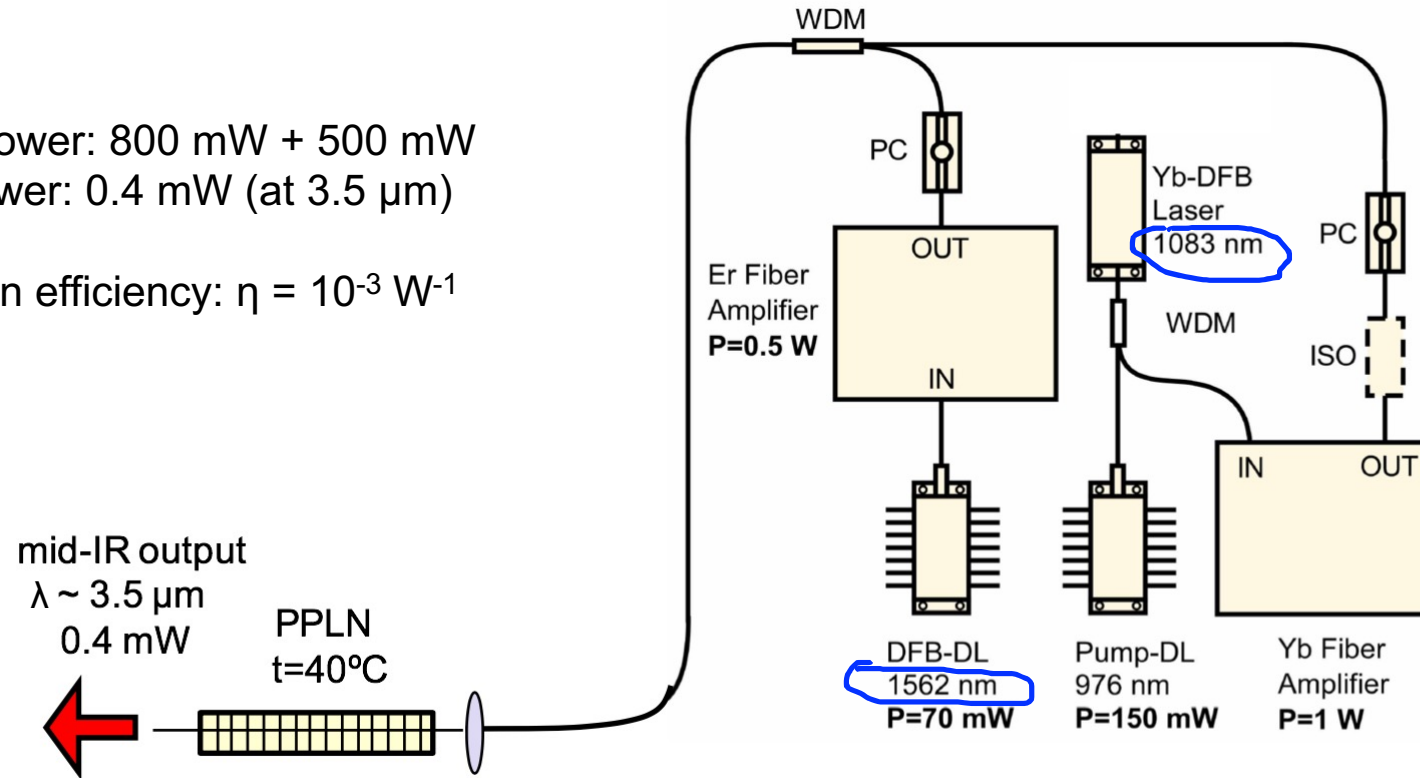 WDM
ower: 800 mW + 500 mW
wer: 0.4 mW (at 3.5 µm)
n efficiency: η = 10⁻³ W⁻¹
PC
Yb-DFB
Laser
1083 nm
PC
OUT
Er Fiber
Amplifier
P=0.5 W
IN
WDM
ISO
IN
OUT
mid-IR output
λ ~ 3.5 µm
0.4 mW
PPLN
t=40ºC
DFB-DL
1562 nm
P=70 mW
Pump-DL
976 nm
P=150 mW
Yb Fiber
Amplifier
P=1 W